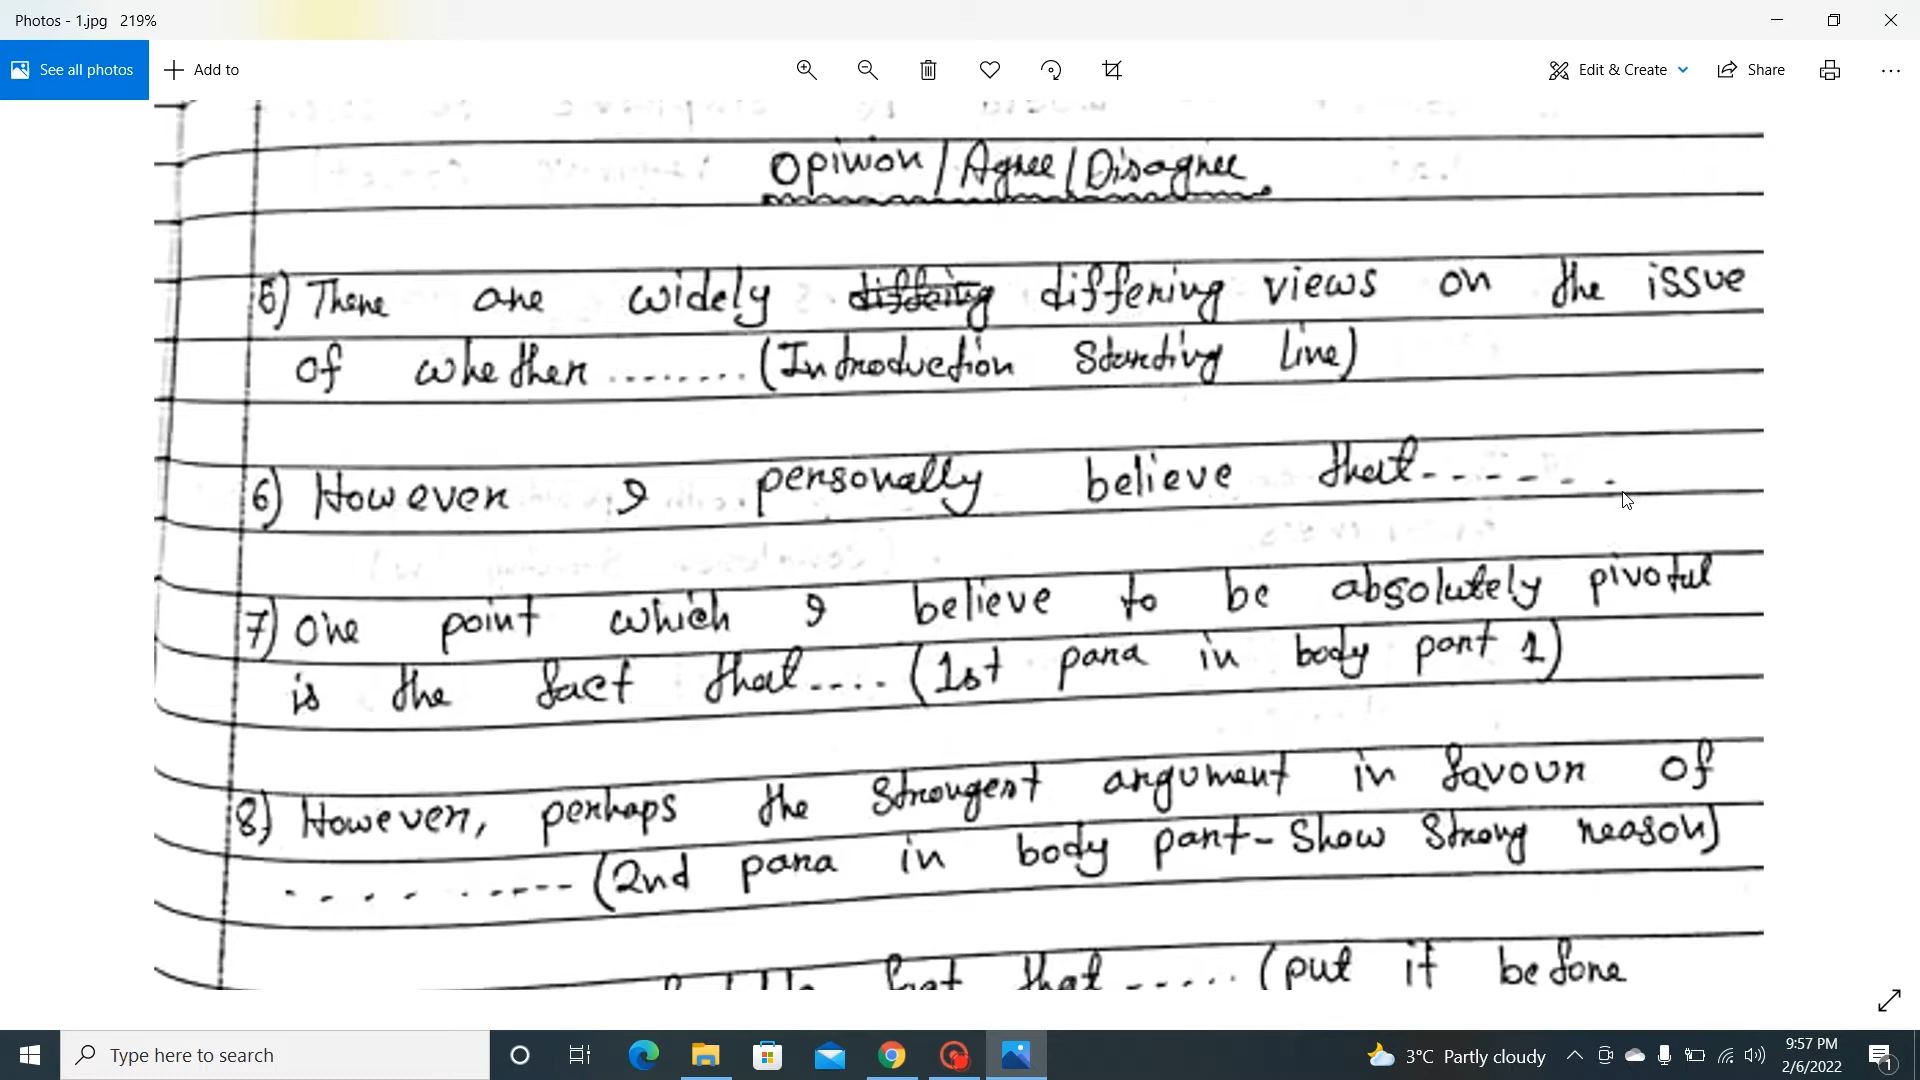 Photos - 1.jpg 219%
See all photos
Add to
Edit & Create
Share
Opinion / Agree / Disagree
5) There are widely differing differing views on the issue
of whether ........ (Introduction Starting Line)
6) However I personally believe that - - - - - - .
7) One point which I believe to be absolutely pivotul
is the fact that .... (1st para in body part 1)
8) However, perhaps the strongest argument in favour of
. . . . . - - - - (2nd para in body part - Show Strong reason)
fact that ...... (put it before
Type here to search
3°C Partly cloudy
9:57 PM
2/6/2022
1